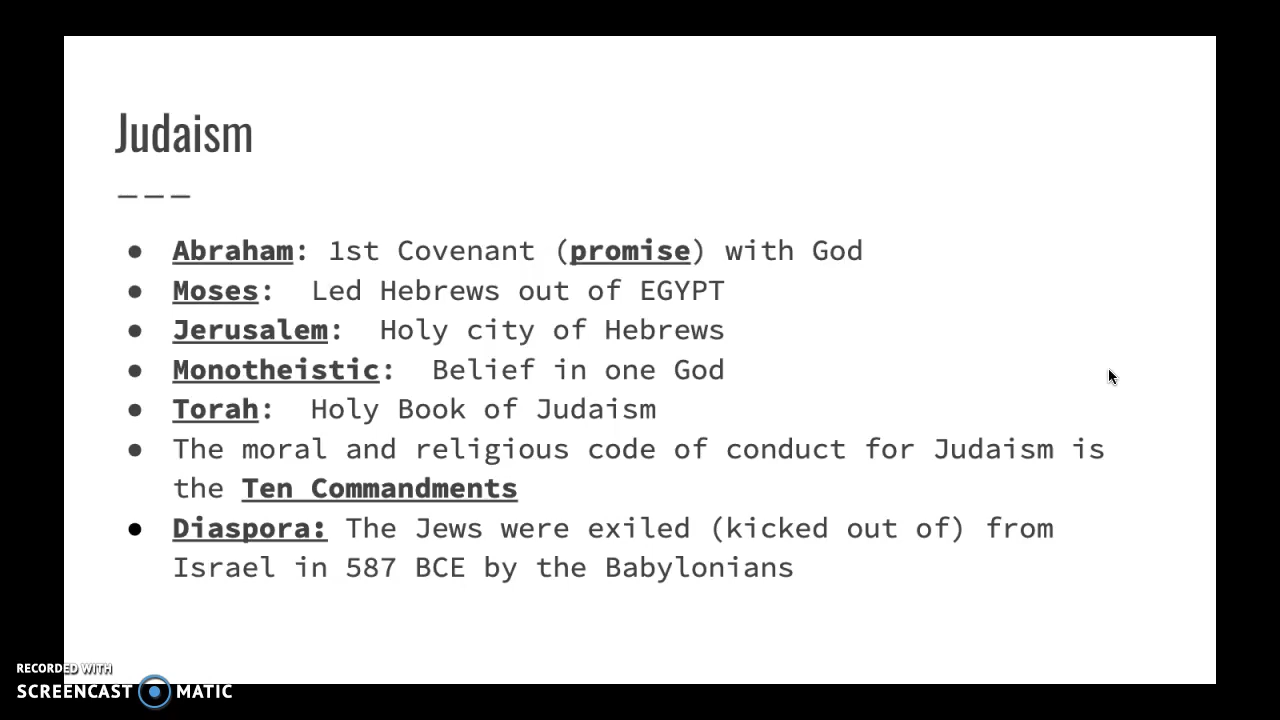 Judaism
———
● Abraham: 1st Covenant (promise) with God
● Moses: Led Hebrews out of EGYPT
● Jerusalem: Holy city of Hebrews
● Monotheistic: Belief in one God
● Torah: Holy Book of Judaism
● The moral and religious code of conduct for Judaism is
the Ten Commandments
● Diaspora: The Jews were exiled (kicked out of) from
Israel in 587 BCE by the Babylonians
RECORDED WITH
SCREENCAST MATIC